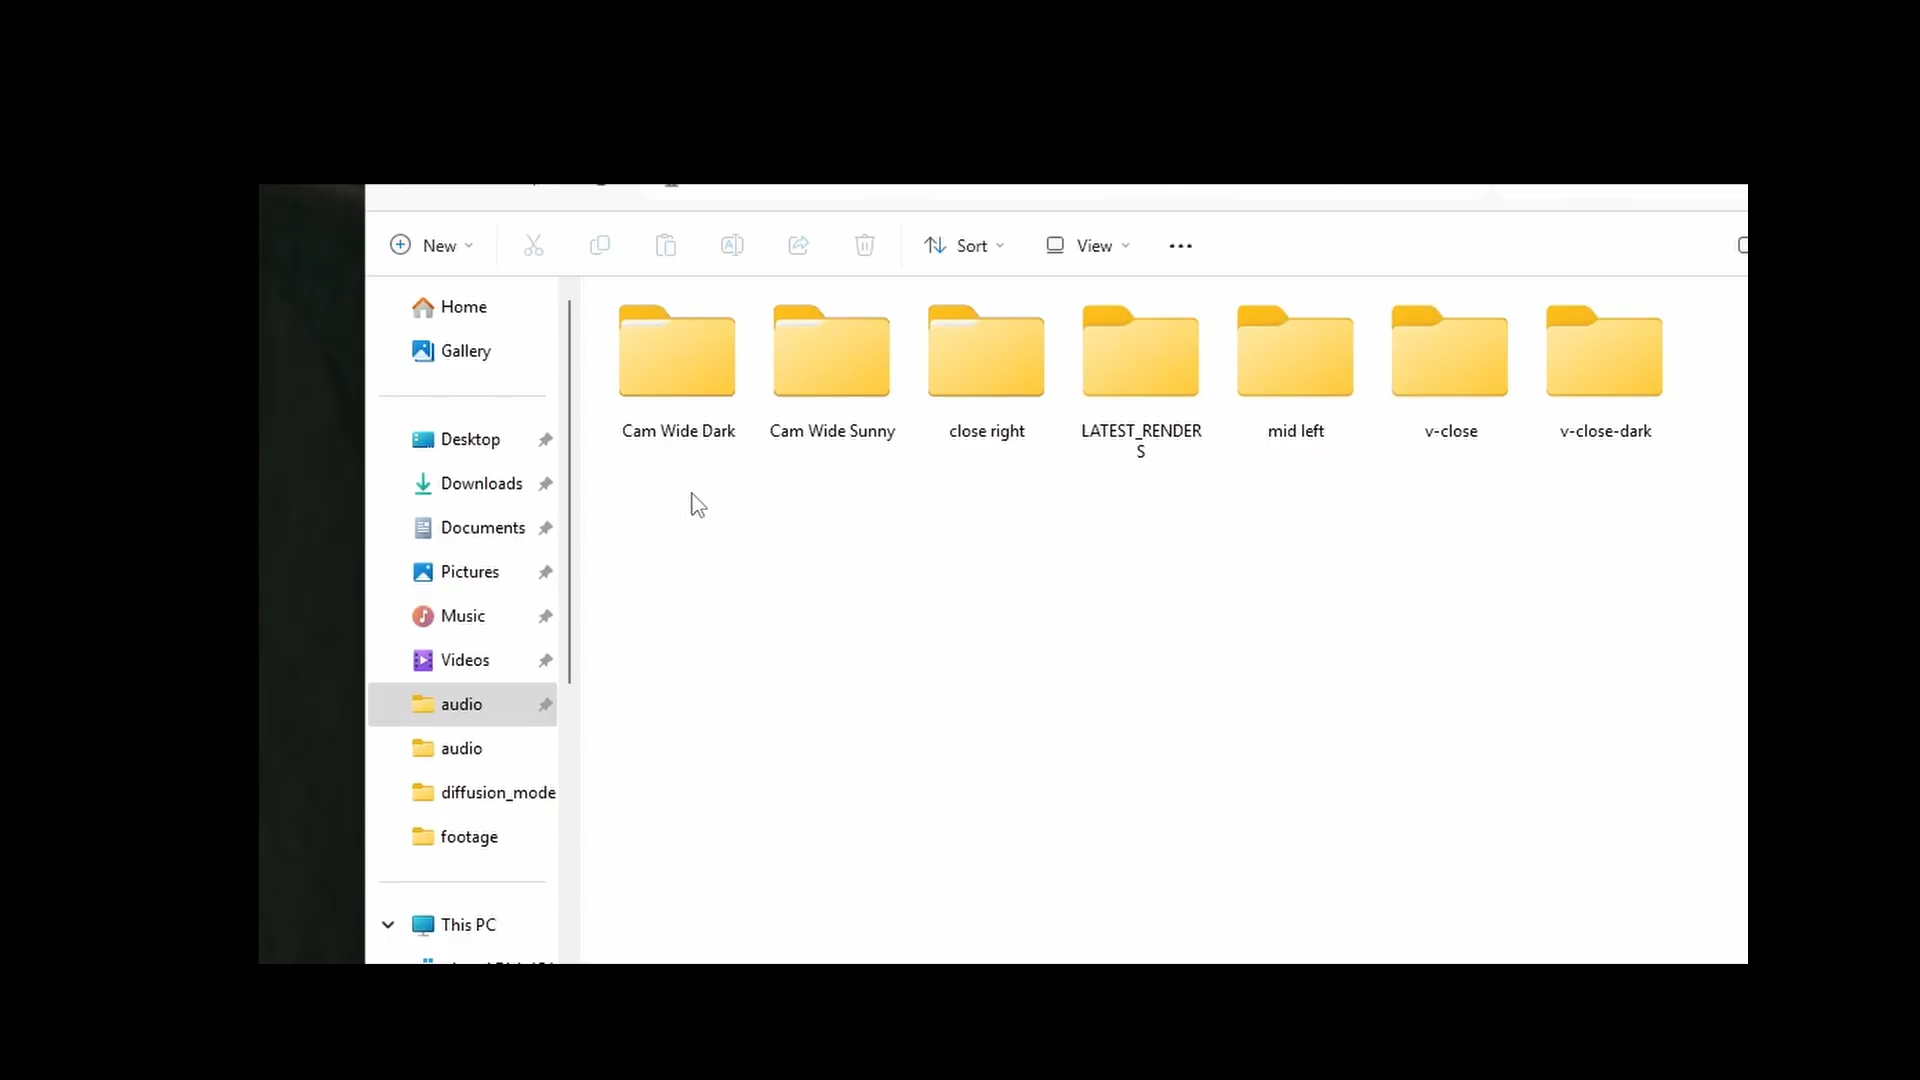 New
Sort
View
Home
Gallery
Desktop
Downloads
Documents
Pictures
Music
Videos
audio
audio
diffusion_mode
footage
This PC
Cam Wide Dark
Cam Wide Sunny
close right
LATEST_RENDER
S
mid left
v-close
v-close-dark